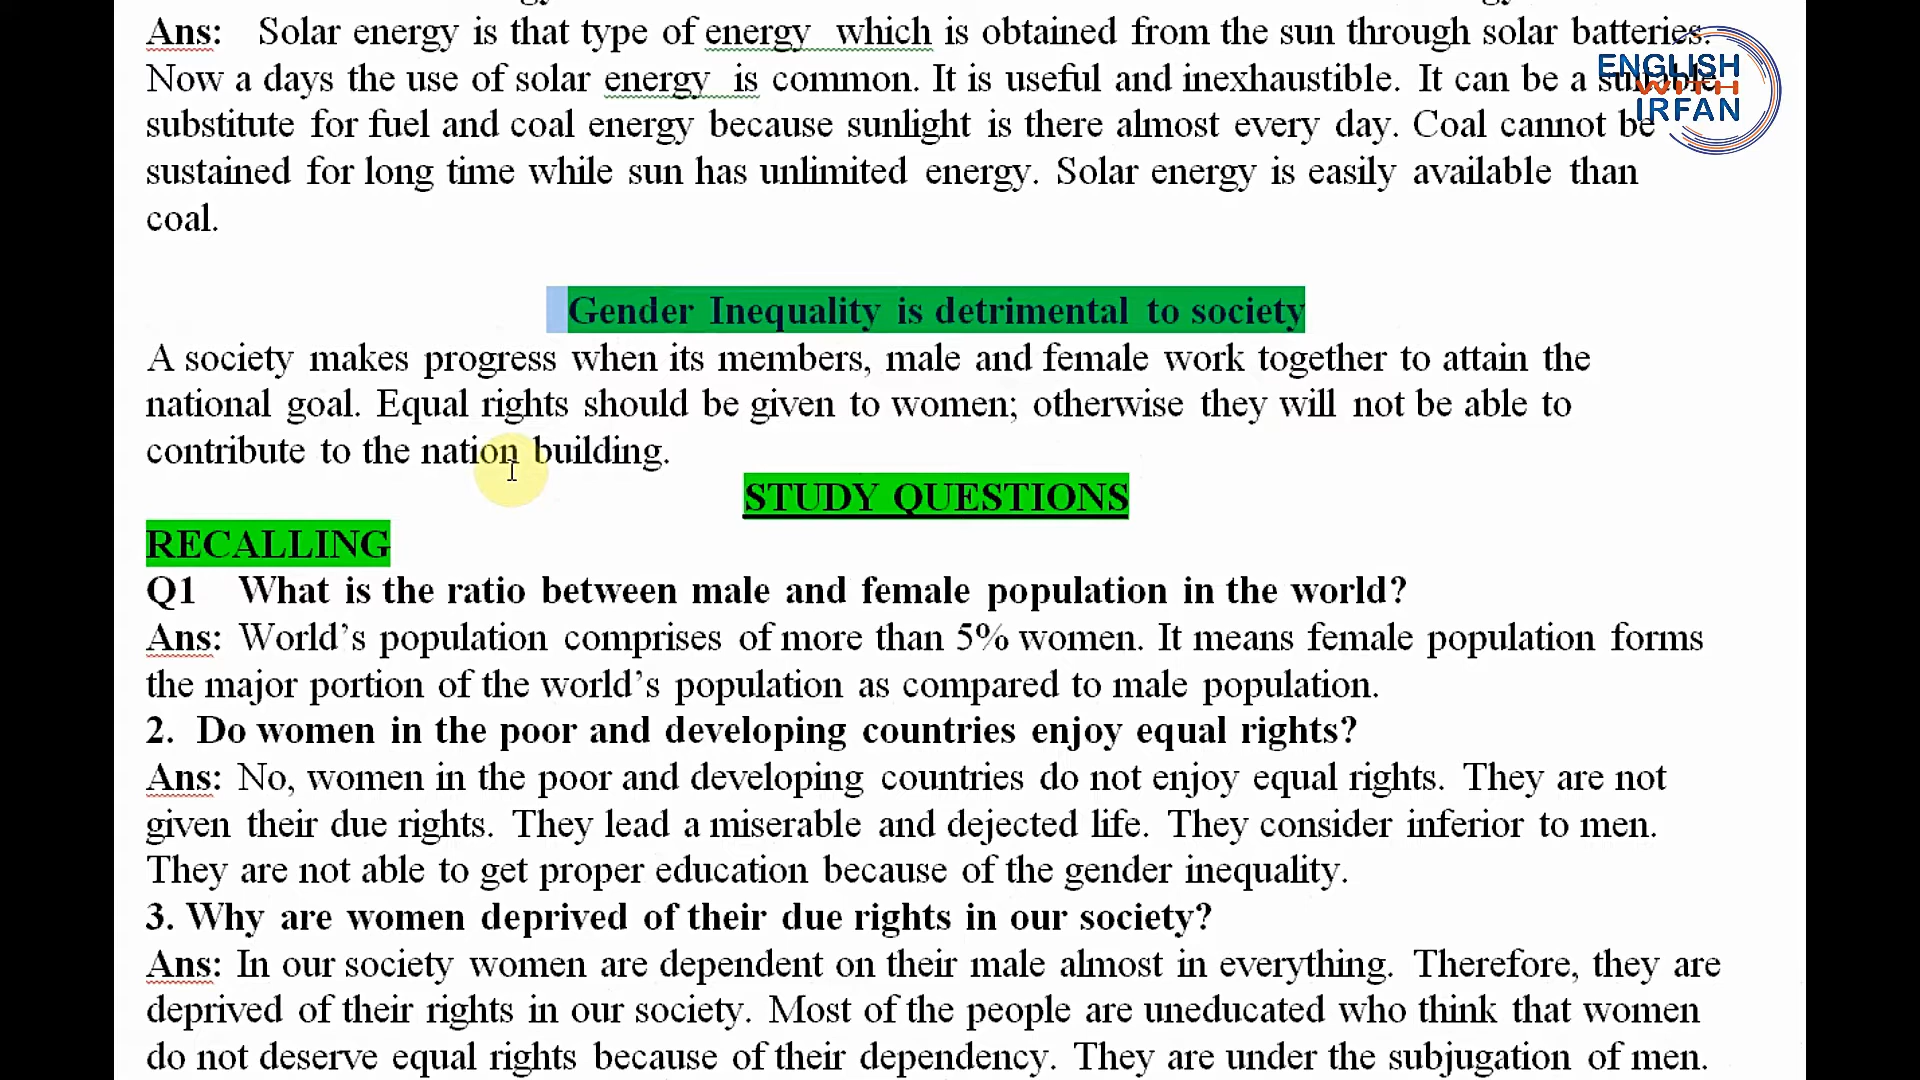 Ans: Solar energy is that type of energy which is obtained from the sun through solar batteries.
Now a days the use of solar energy is common. It is useful and inexhaustible. It can be a suitable
substitute for fuel and coal energy because sunlight is there almost every day. Coal cannot be
sustained for long time while sun has unlimited energy. Solar energy is easily available than
coal.
ENGLISH
WITH
IRFAN
Gender Inequality is detrimental to society
A society makes progress when its members, male and female work together to attain the
national goal. Equal rights should be given to women; otherwise they will not be able to
contribute to the nation building.
STUDY QUESTIONS
RECALLING
Q1 What is the ratio between male and female population in the world?
Ans: World’s population comprises of more than 5% women. It means female population forms
the major portion of the world’s population as compared to male population.
2. Do women in the poor and developing countries enjoy equal rights?
Ans: No, women in the poor and developing countries do not enjoy equal rights. They are not
given their due rights. They lead a miserable and dejected life. They consider inferior to men.
They are not able to get proper education because of the gender inequality.
3. Why are women deprived of their due rights in our society?
Ans: In our society women are dependent on their male almost in everything. Therefore, they are
deprived of their rights in our society. Most of the people are uneducated who think that women
do not deserve equal rights because of their dependency. They are under the subjugation of men.